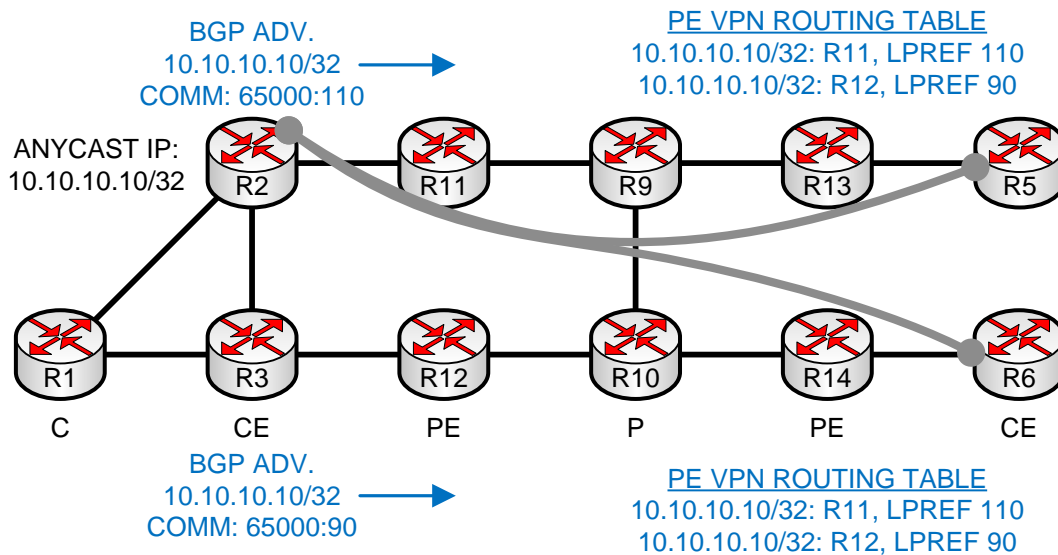 BGP ADV.
10.10.10.10/32
COMM: 65000:110
PE VPN ROUTING TABLE
10.10.10.10/32: R11, LPREF 110
10.10.10.10/32: R12, LPREF 90
ANYCAST IP:
10.10.10.10/32
R2
R11
R9
R13
R5
R1
R3
R12
R10
R14
R6
C
CE
PE
P
PE
CE
BGP ADV.
10.10.10.10/32
COMM: 65000:90
PE VPN ROUTING TABLE
10.10.10.10/32: R11, LPREF 110
10.10.10.10/32: R12, LPREF 90